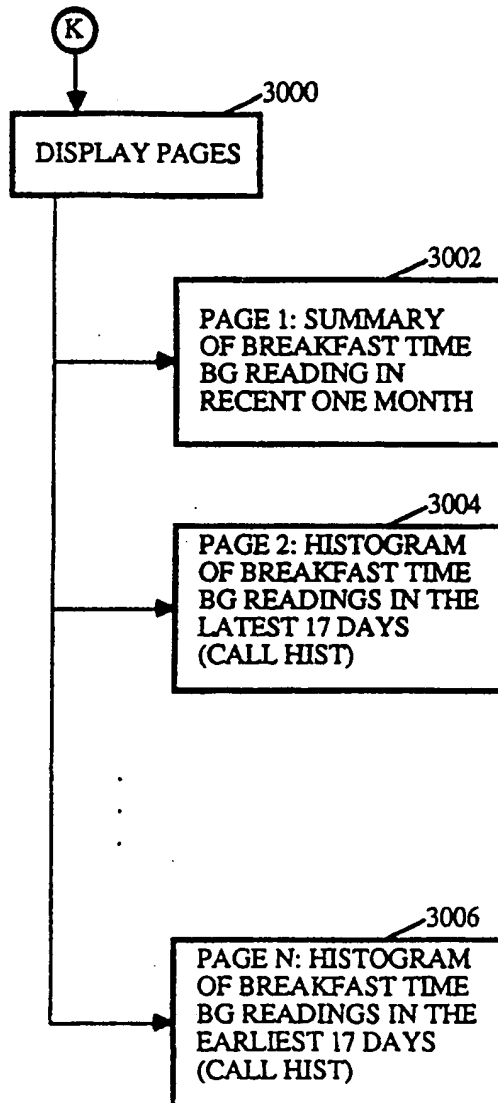 K
3000
DISPLAY PAGES
3002
PAGE 1: SUMMARY
OF BREAKFAST TIME
BG READING IN
RECENT ONE MONTH
3004
PAGE 2: HISTOGRAM
OF BREAKFAST TIME
BG READINGS IN THE
LATEST 17 DAYS
(CALL HIST)
3006
PAGE N: HISTOGRAM
OF BREAKFAST TIME
BG READINGS IN THE
EARLIEST 17 DAYS
(CALL HIST)